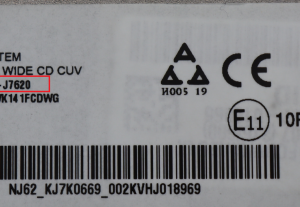 TEM
WIDE CD CUV
-J7620
K141FCDWG
A
H005 19
CE
E11 10R
NJ62_KJ7K0669_002KVHJ018969